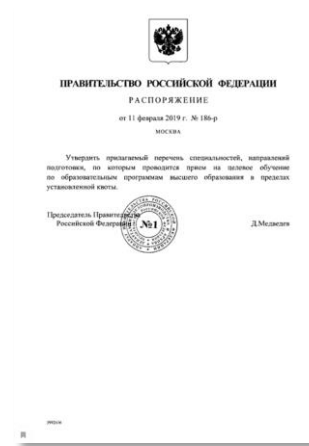 ПРАВИТЕЛЬСТВО РОССИЙСКОЙ ФЕДЕРАЦИИ
РАСПОРЯЖЕНИЕ
от 11 февраля 2019 г. № 186-р
МОСКВА
Утвердить прилагаемый перечень специальностей, направлений
подготовки, по которым проводится прием на целевое обучение
по образовательным программам высшего образования в пределах
установленной квоты.
Председатель Правительства
Российской Федерации
№1
Д.Медведев